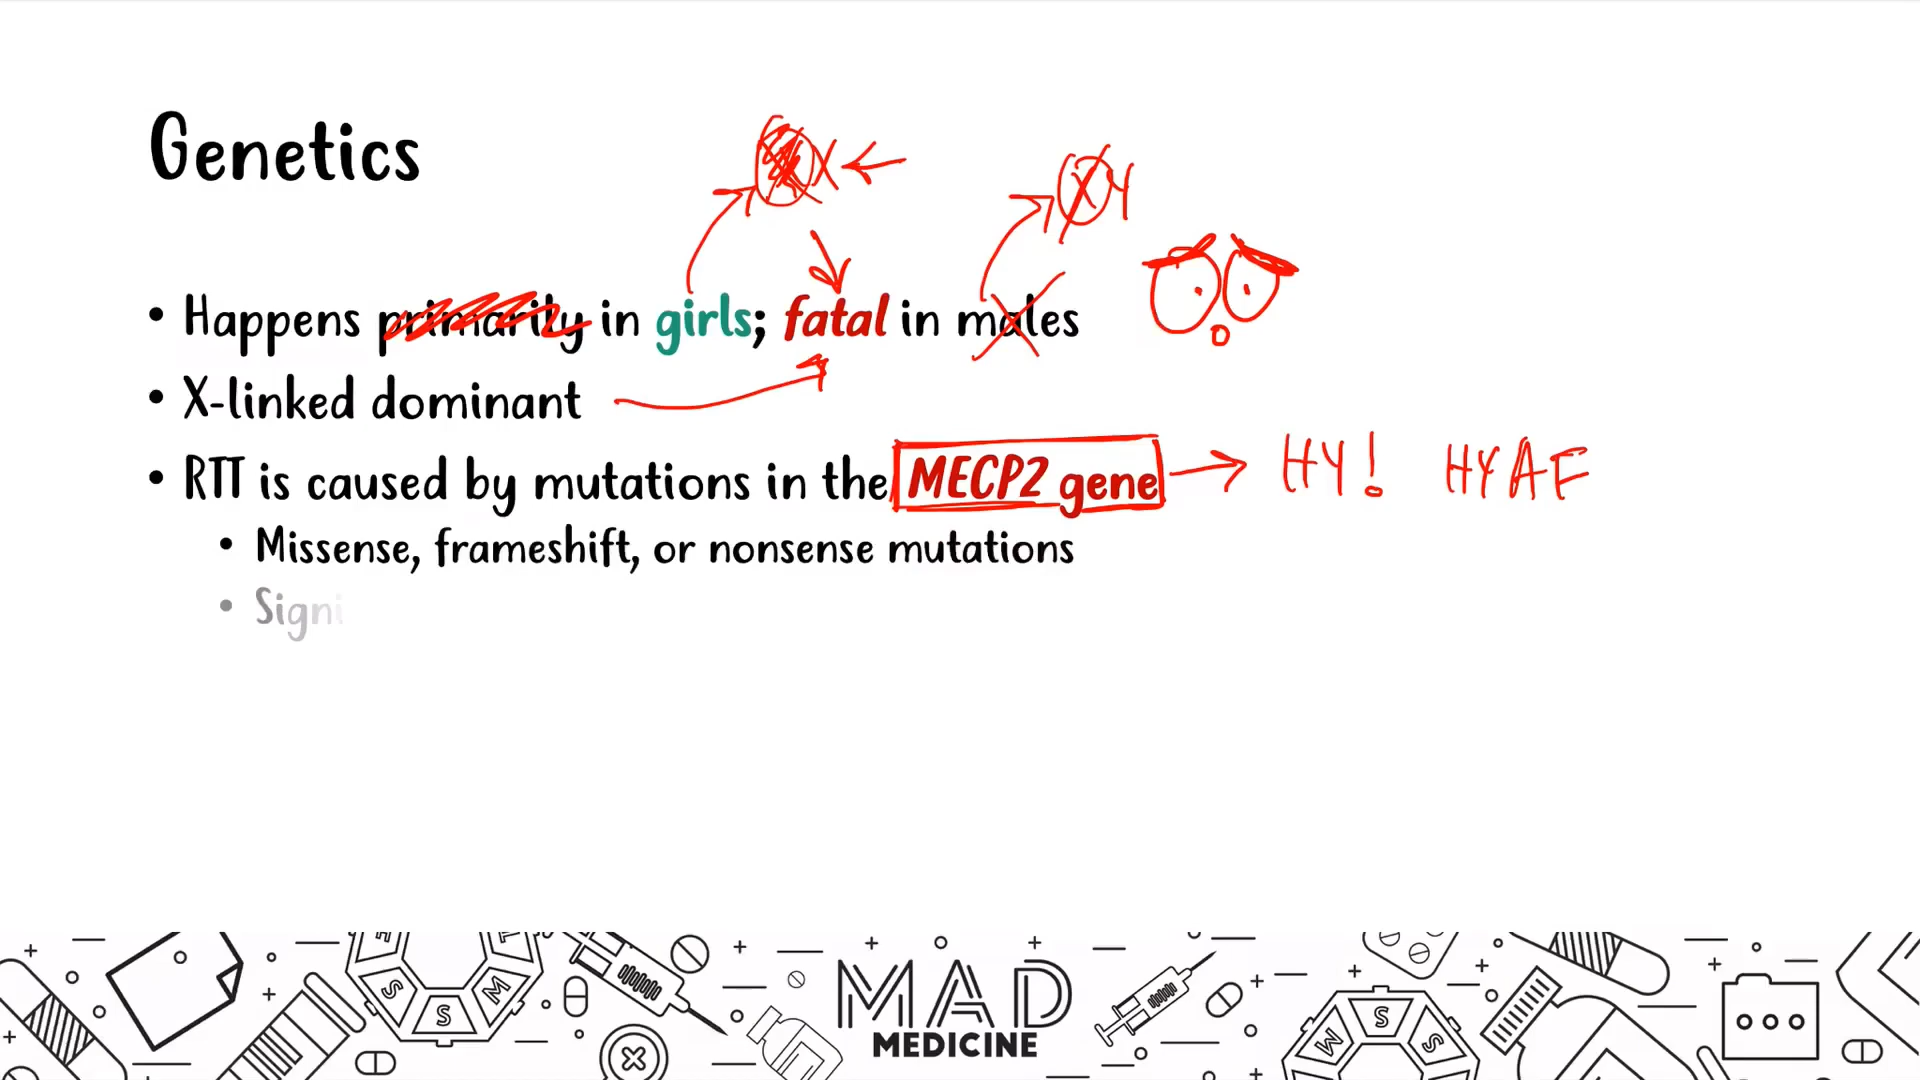 Genetics
X X Y
• Happens primarily in girls; fatal in males
• X-linked dominant
• RTT is caused by mutations in the MECP2 gene → HY! HYAF
• Missense, frameshift, or nonsense mutations
• Signi
MAD
MEDICINE
S S M
M S S